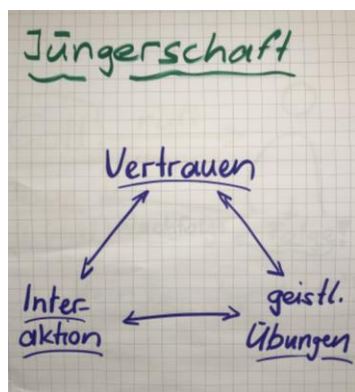 Jüngerschaft
Vertrauen
Inter-
aktion
geistl.
Übungen